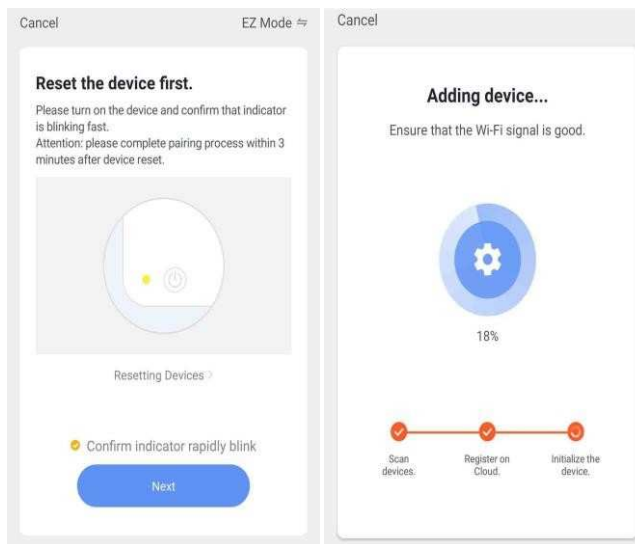 Cancel
EZ Mode
Reset the device first.
Please turn on the device and confirm that indicator
is blinking fast.
Attention: please complete pairing process within 3
minutes after device reset.
Resetting Devices
Confirm indicator rapidly blink
Next
Cancel
Adding device...
Ensure that the Wi-Fi signal is good.
18%
Scan
devices.
Register on
Cloud.
Initialize the
device.